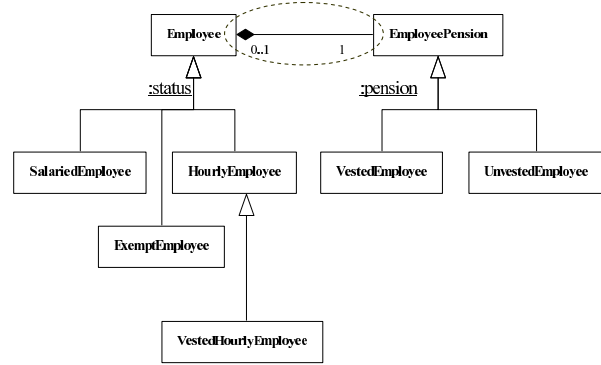 Employee
EmployeePension
0..1
1
:status
:pension
SalariedEmployee
HourlyEmployee
VestedEmployee
UnvestedEmployee
ExemptEmployee
VestedHourlyEmployee